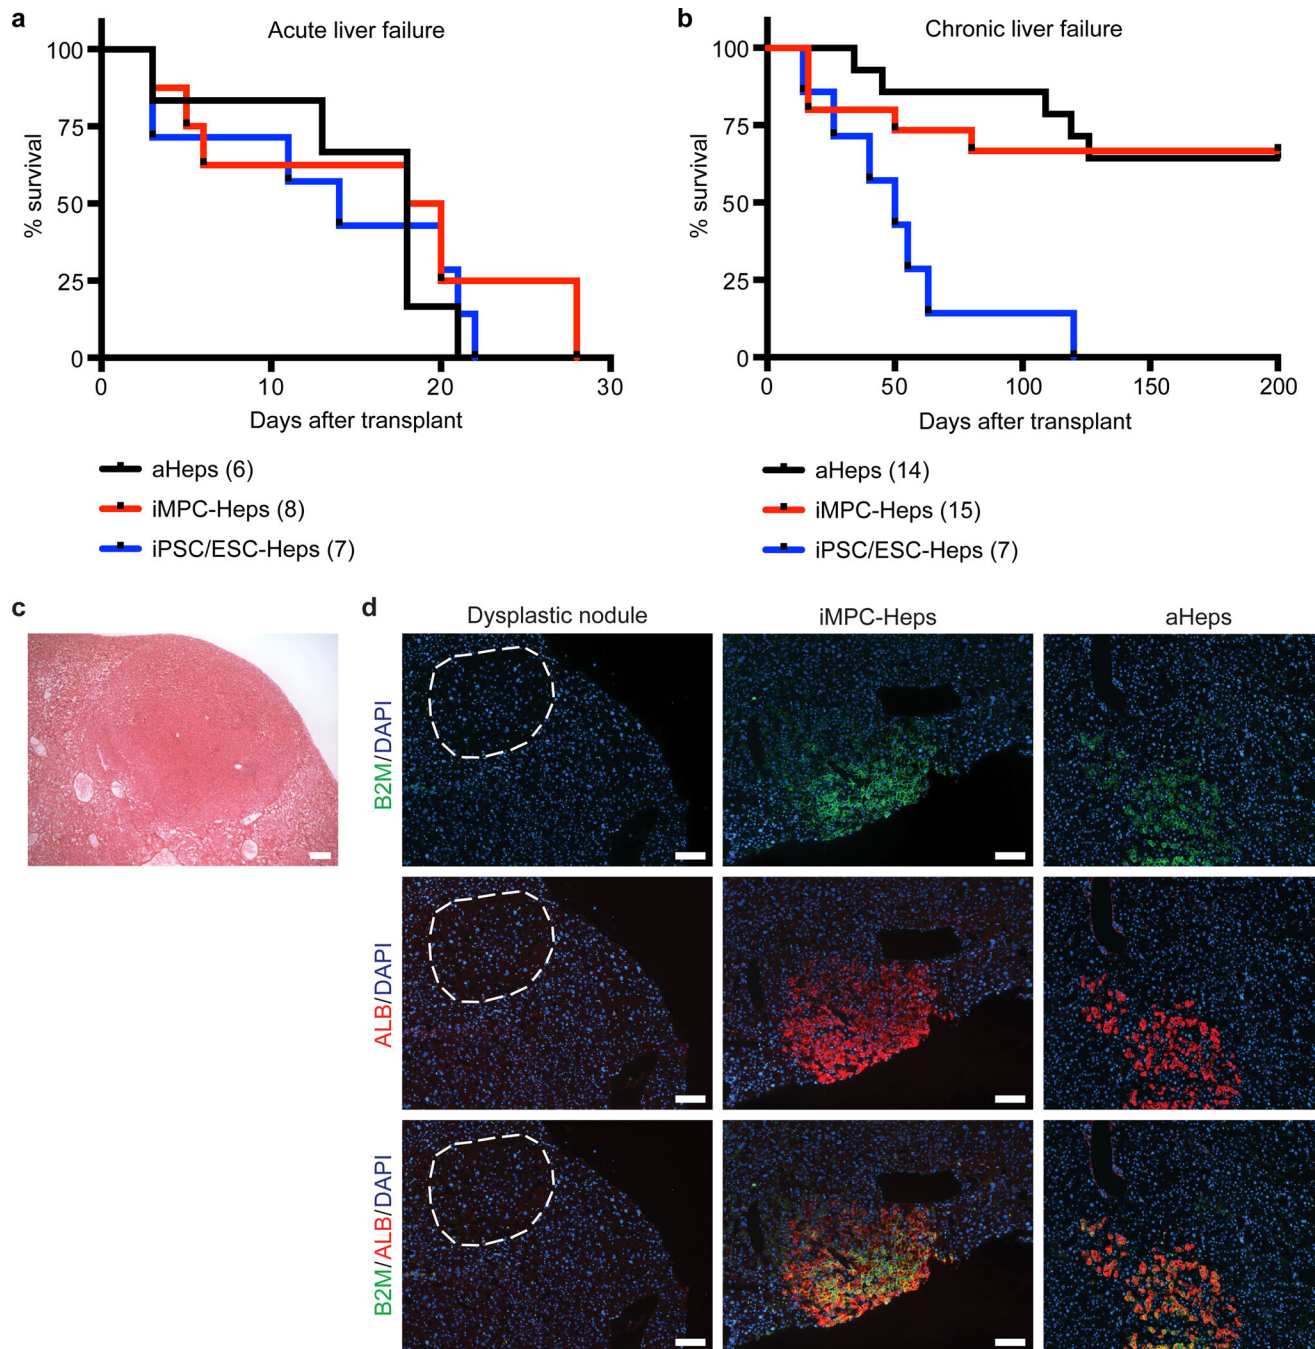 a
Acute liver failure
100
75
50
25
0
% survival
0 10 20 30
Days after transplant
aHeps (6)
iMPC-Heps (8)
iPSC/ESC-Heps (7)
b
Chronic liver failure
100
75
50
25
0
% survival
0 50 100 150 200
Days after transplant
aHeps (14)
iMPC-Heps (15)
iPSC/ESC-Heps (7)
c
d
Dysplastic nodule iMPC-Heps aHeps
B2M/DAPI
ALB/DAPI
B2M/ALB/DAPI